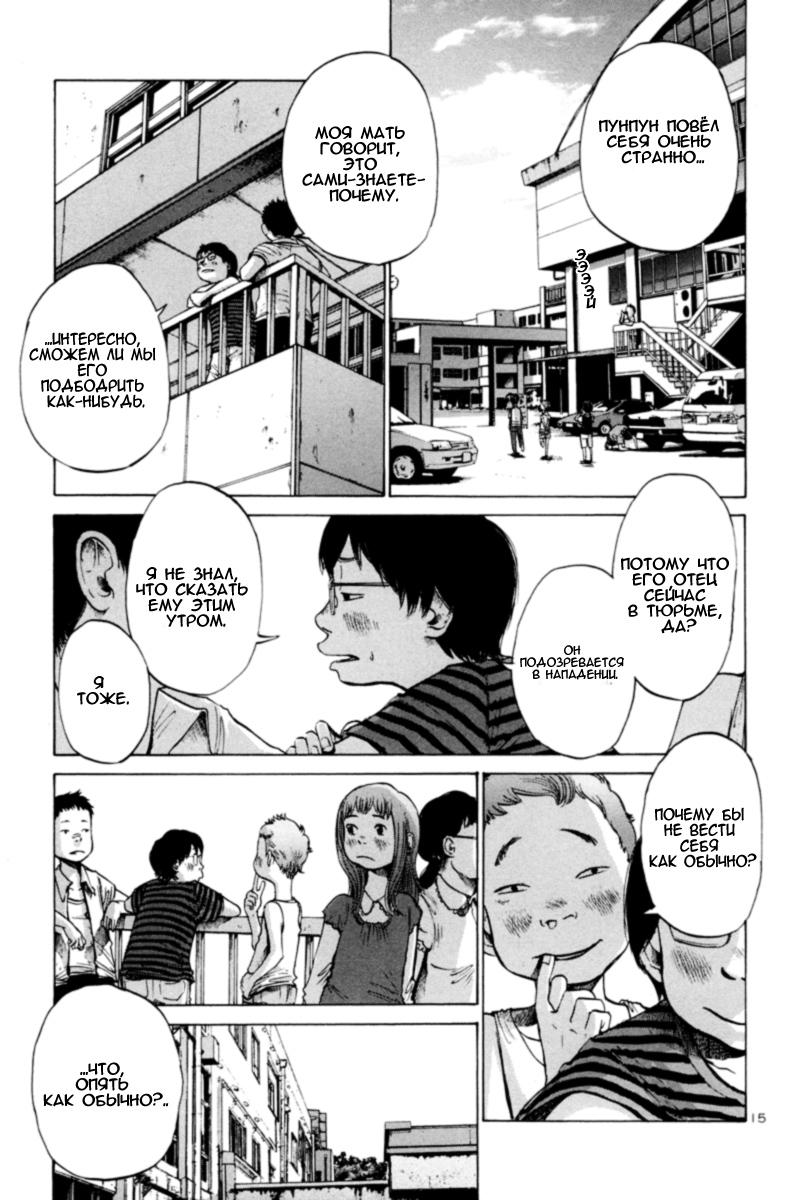 ПУНПУН ПОВЁЛ
СЕБЯ ОЧЕНЬ
СТРАННО...
ЭЭЭЭЙ
МОЯ МАТЬ
ГОВОРИТ,
ЭТО
САМИ-ЗНАЕТЕ-
ПОЧЕМУ.
...ИНТЕРЕСНО,
СМОЖЕМ ЛИ МЫ
ЕГО
ПОДБОДРИТЬ
КАК-НИБУДЬ.
ПОТОМУ ЧТО
ЕГО ОТЕЦ
СЕЙЧАС
В ТЮРЬМЕ,
ДА?
ОН
ПОДОЗРЕВАЕТСЯ
В НАПАДЕНИИ.
Я НЕ ЗНАЛ,
ЧТО СКАЗАТЬ
ЕМУ ЭТИМ
УТРОМ.
Я
ТОЖЕ.
ПОЧЕМУ БЫ
НЕ ВЕСТИ
СЕБЯ
КАК ОБЫЧНО?
...ЧТО,
ОПЯТЬ
КАК ОБЫЧНО?..
15